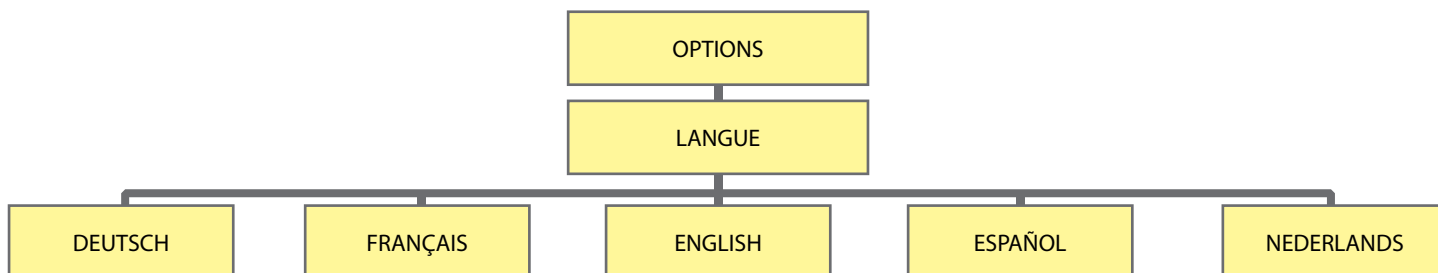 OPTIONS
LANGUE
DEUTSCH
FRANÇAIS
ENGLISH
ESPAÑOL
NEDERLANDS